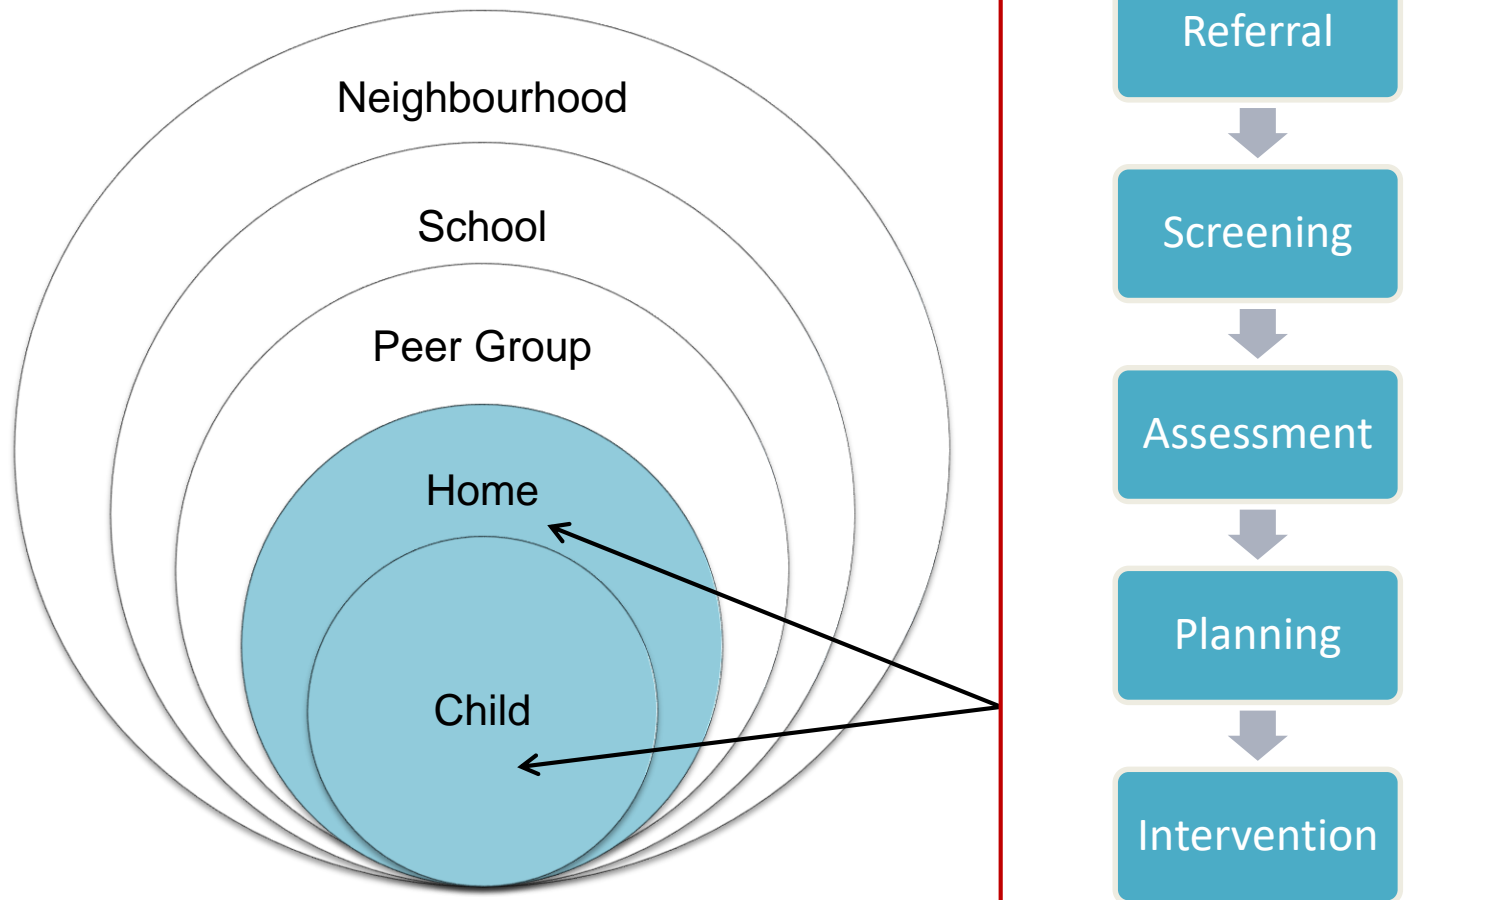 Neighbourhood
School
Peer Group
Home
Child
Referral
Screening
Assessment
Planning
Intervention